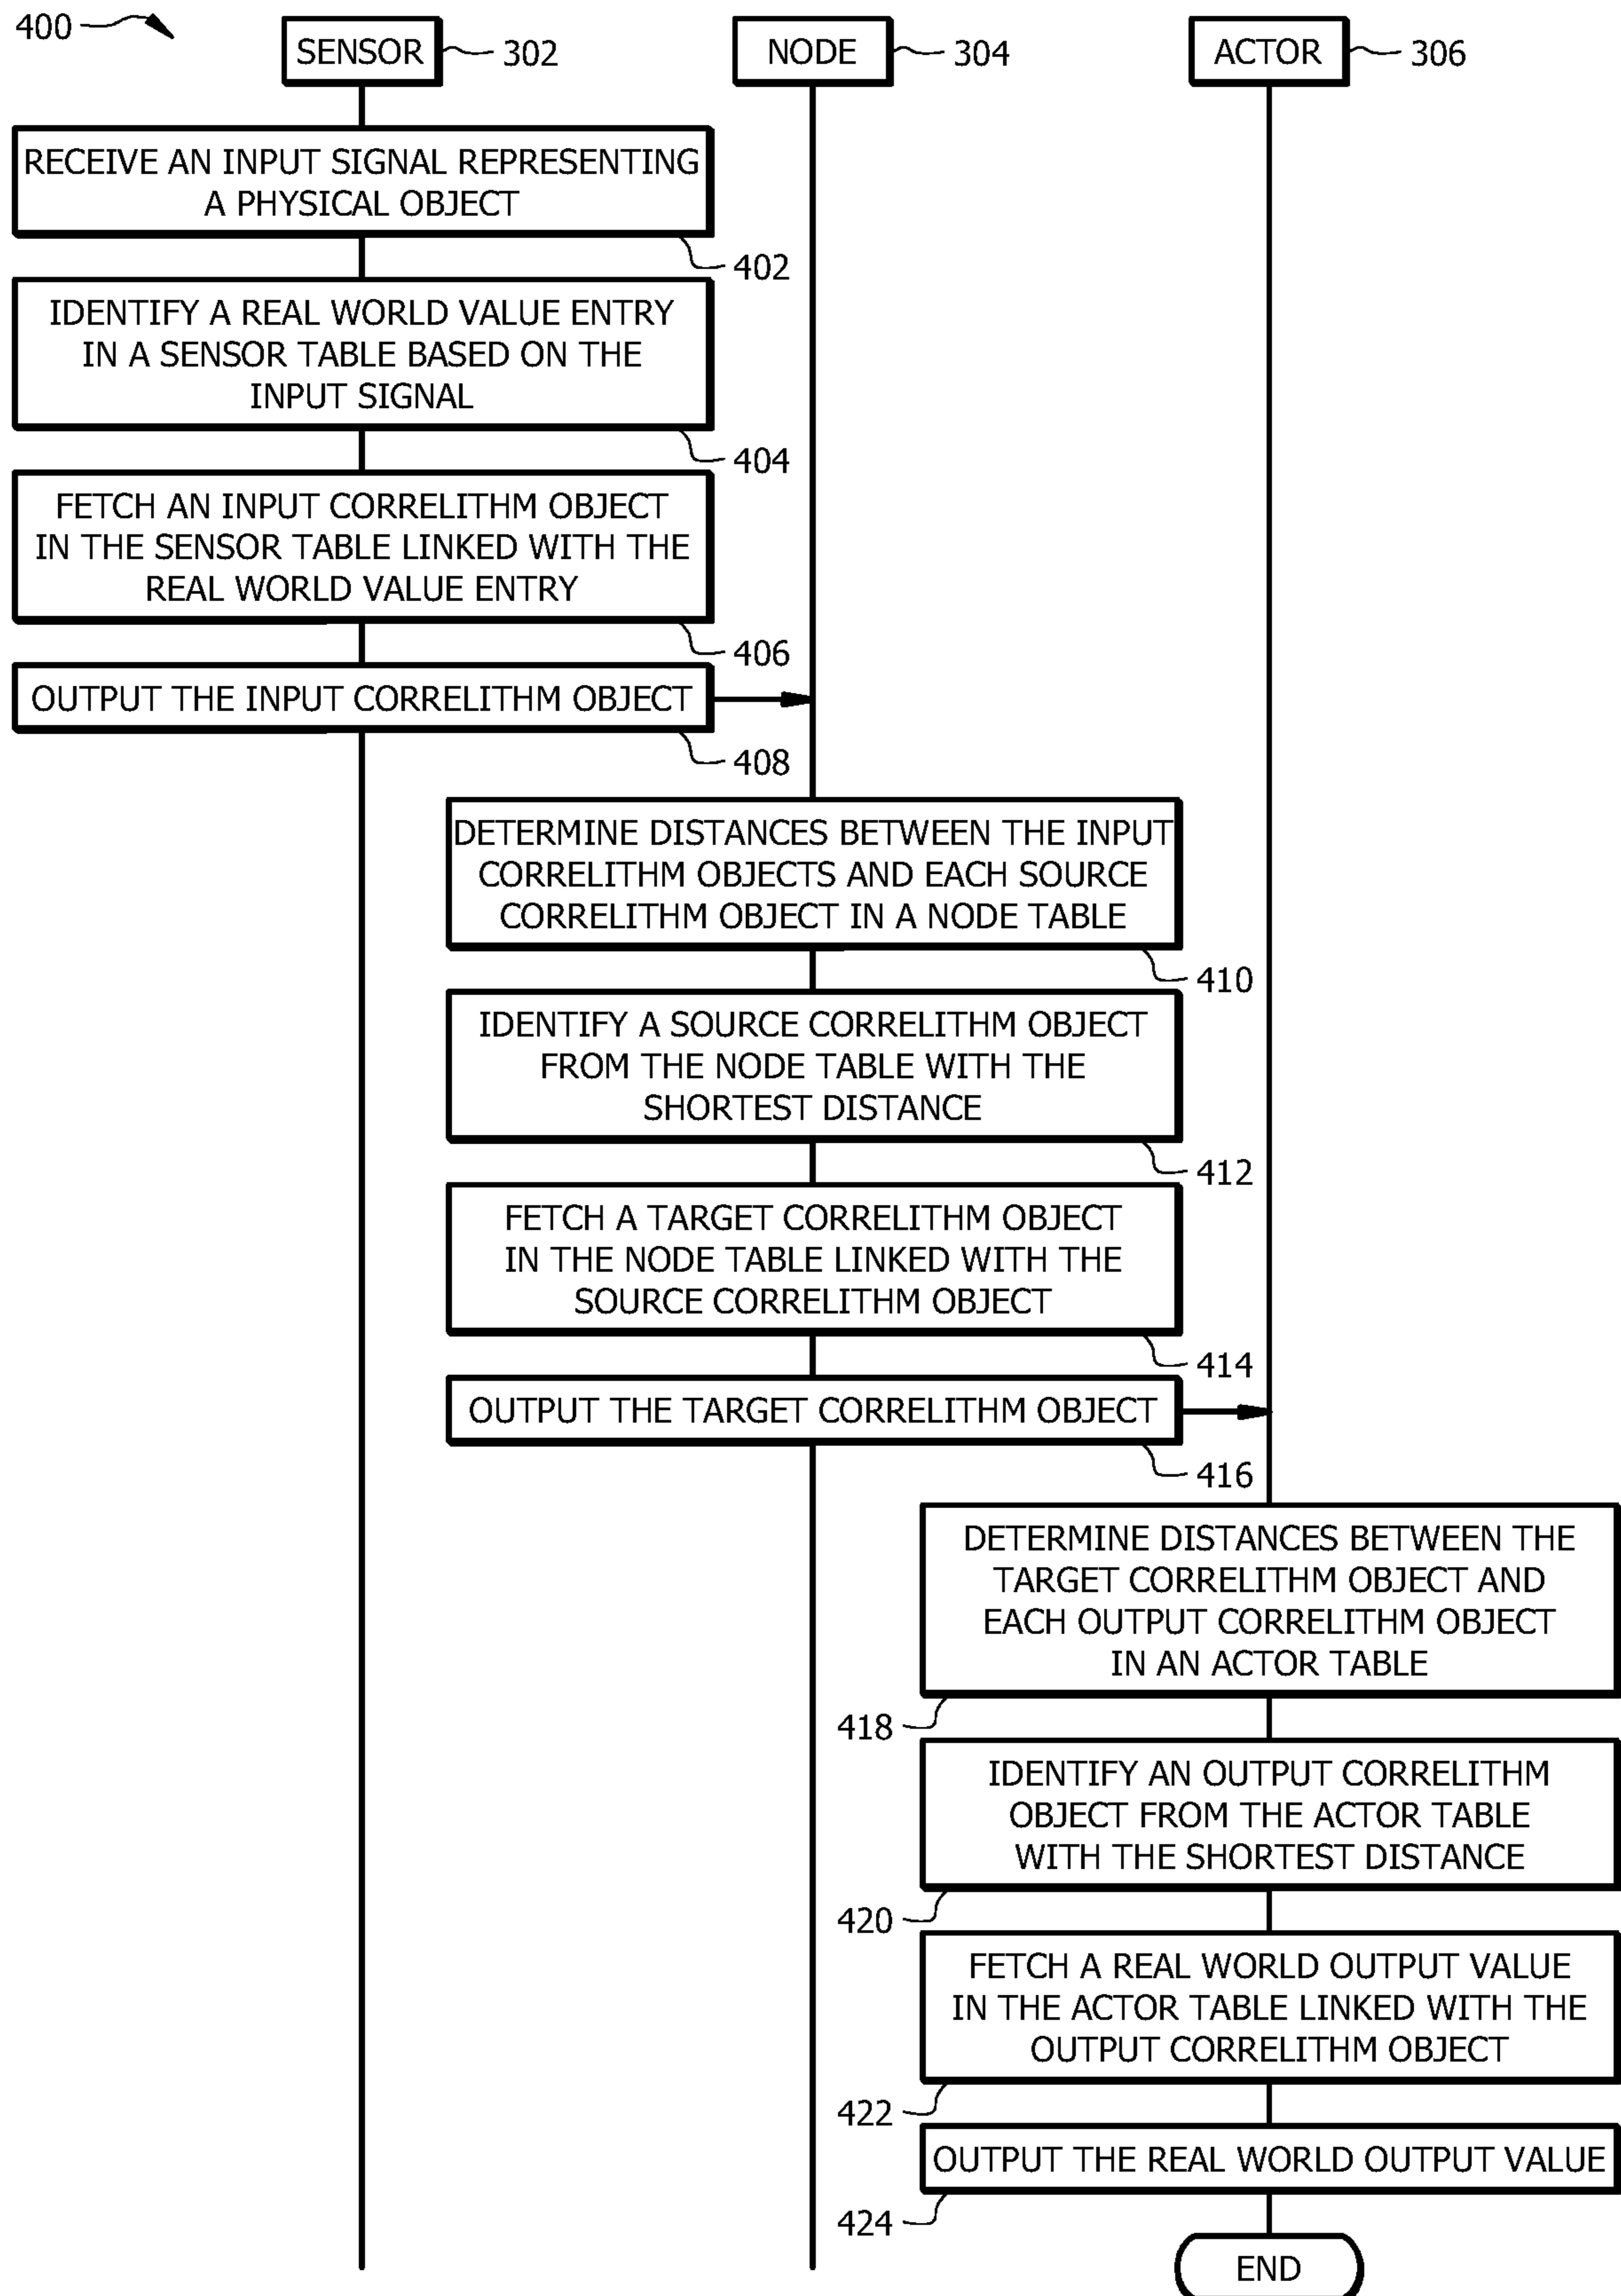 400
SENSOR
302
NODE
304
ACTOR
306
RECEIVE AN INPUT SIGNAL REPRESENTING
A PHYSICAL OBJECT
402
IDENTIFY A REAL WORLD VALUE ENTRY
IN A SENSOR TABLE BASED ON THE
INPUT SIGNAL
404
FETCH AN INPUT CORRELITHM OBJECT
IN THE SENSOR TABLE LINKED WITH THE
REAL WORLD VALUE ENTRY
406
OUTPUT THE INPUT CORRELITHM OBJECT
408
DETERMINE DISTANCES BETWEEN THE INPUT
CORRELITHM OBJECTS AND EACH SOURCE
CORRELITHM OBJECT IN A NODE TABLE
410
IDENTIFY A SOURCE CORRELITHM OBJECT
FROM THE NODE TABLE WITH THE
SHORTEST DISTANCE
412
FETCH A TARGET CORRELITHM OBJECT
IN THE NODE TABLE LINKED WITH THE
SOURCE CORRELITHM OBJECT
414
OUTPUT THE TARGET CORRELITHM OBJECT
416
DETERMINE DISTANCES BETWEEN THE
TARGET CORRELITHM OBJECT AND
EACH OUTPUT CORRELITHM OBJECT
IN AN ACTOR TABLE
418
IDENTIFY AN OUTPUT CORRELITHM
OBJECT FROM THE ACTOR TABLE
WITH THE SHORTEST DISTANCE
420
FETCH A REAL WORLD OUTPUT VALUE
IN THE ACTOR TABLE LINKED WITH THE
OUTPUT CORRELITHM OBJECT
422
OUTPUT THE REAL WORLD OUTPUT VALUE
424
END